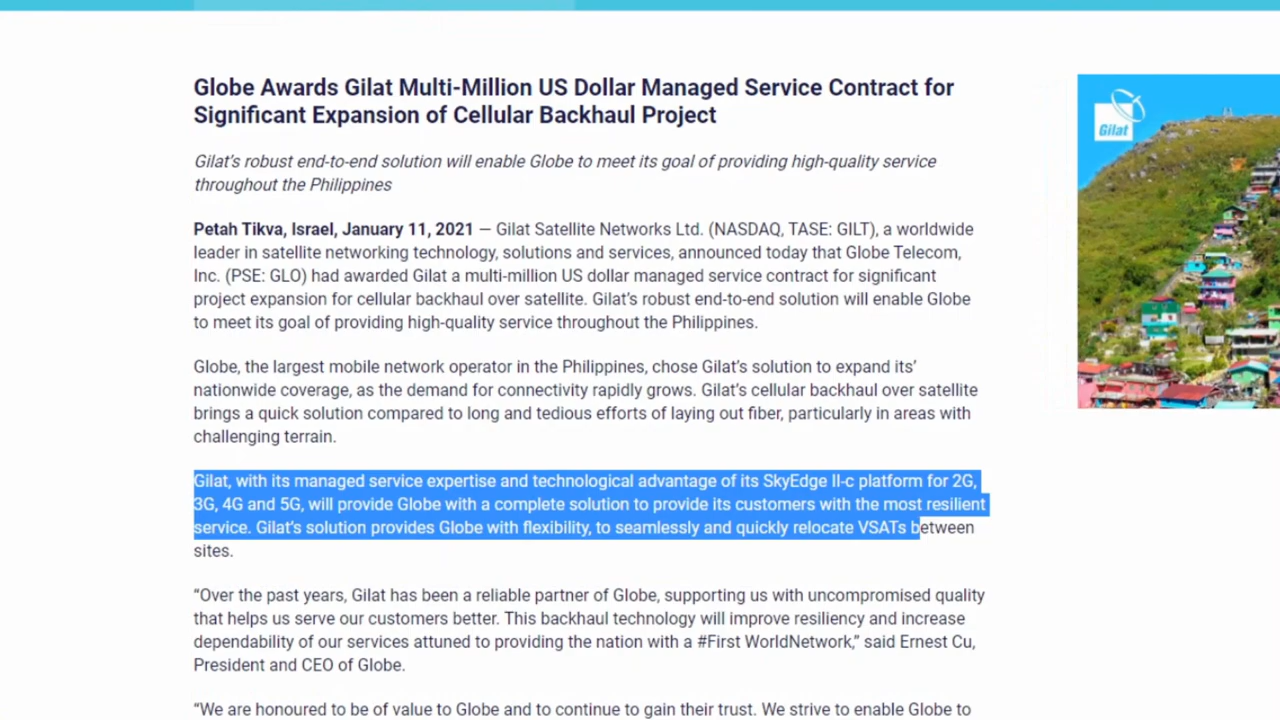 Globe Awards Gilat Multi-Million US Dollar Managed Service Contract for
Significant Expansion of Cellular Backhaul Project
Gilat's robust end-to-end solution will enable Globe to meet its goal of providing high-quality service
throughout the Philippines
Petah Tikva, Israel, January 11, 2021 — Gilat Satellite Networks Ltd. (NASDAQ, TASE: GILT), a worldwide
leader in satellite networking technology, solutions and services, announced today that Globe Telecom,
Inc. (PSE: GLO) had awarded Gilat a multi-million US dollar managed service contract for significant
project expansion for cellular backhaul over satellite. Gilat's robust end-to-end solution will enable Globe
to meet its goal of providing high-quality service throughout the Philippines.
Globe, the largest mobile network operator in the Philippines, chose Gilat's solution to expand its'
nationwide coverage, as the demand for connectivity rapidly grows. Gilat's cellular backhaul over satellite
brings a quick solution compared to long and tedious efforts of laying out fiber, particularly in areas with
challenging terrain.
Gilat, with its managed service expertise and technological advantage of its SkyEdge II-c platform for 2G,
3G, 4G and 5G, will provide Globe with a complete solution to provide its customers with the most resilient
service. Gilat's solution provides Globe with flexibility, to seamlessly and quickly relocate VSATs between
sites.
“Over the past years, Gilat has been a reliable partner of Globe, supporting us with uncompromised quality
that helps us serve our customers better. This backhaul technology will improve resiliency and increase
dependability of our services attuned to providing the nation with a #First WorldNetwork,” said Ernest Cu,
President and CEO of Globe.
“We are honoured to be of value to Globe and to continue to gain their trust. We strive to enable Globe to
Gilat